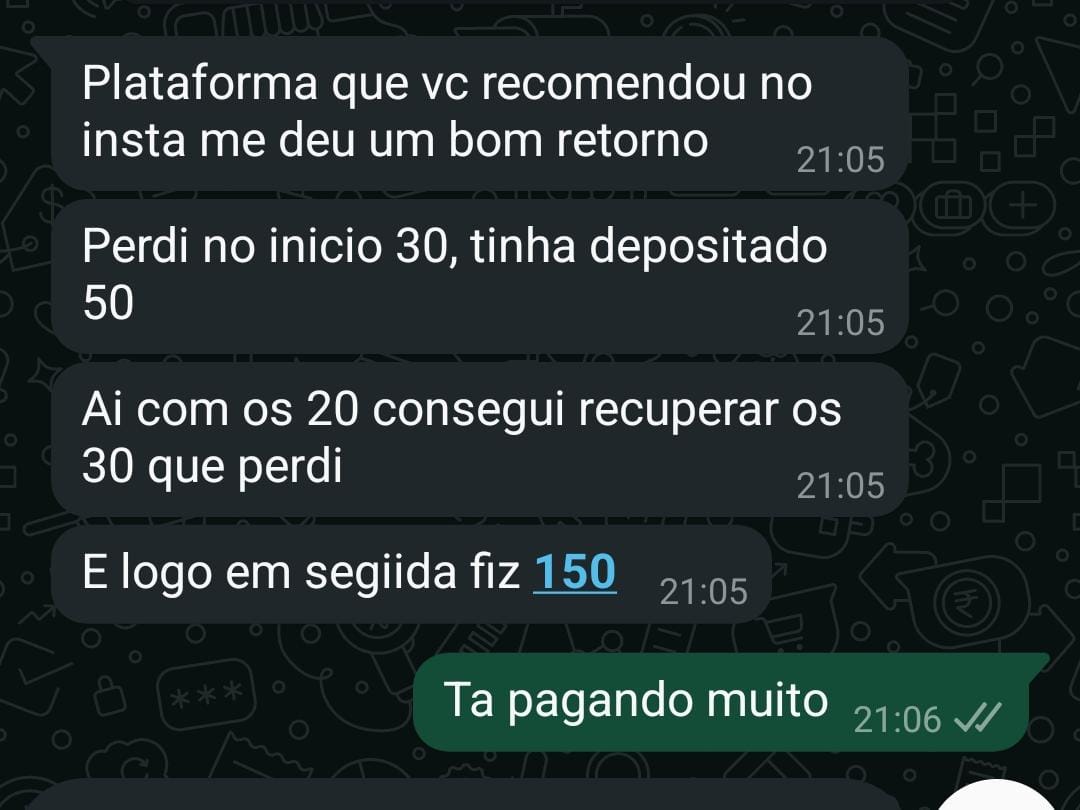 Plataforma que vc recomendou no
insta me deu um bom retorno
21:05
Perdi no inicio 30, tinha depositado
50
21:05
Ai com os 20 consegui recuperar os
30 que perdi
21:05
E logo em segiida fiz 150
21:05
Ta pagando muito
21:06